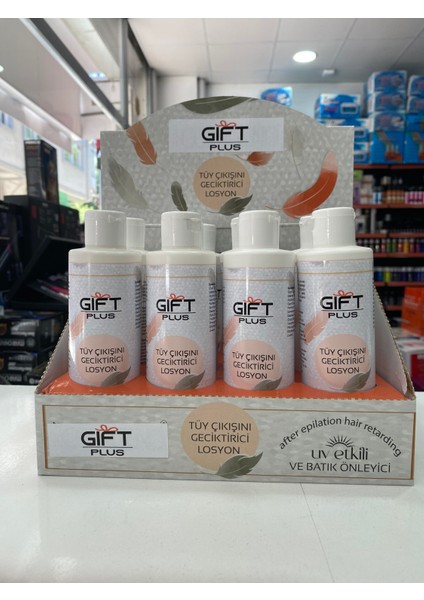 GiFT
PLUS
TÜY ÇIKIŞINI
GECİKTİRİCİ
LOSYON
GiFT
PLUS
TÜY ÇIKIŞINI
GECİKTİRİCİ
LOSYON
GiFT
PLUS
TÜY ÇIKIŞINI
GECİKTİRİCİ
LOSYON
GiFT
PLUS
TÜY ÇIKIŞINI
GECİKTİRİCİ
LOSYON
GiFT
PLUS
TÜY ÇIKIŞINI
GECİKTİRİCİ
LOSYON
GiFT
PLUS
TÜY ÇIKIŞINI
GECİKTİRİCİ
LOSYON
after epilation hair retarding
uv etkili
VE BATIK ÖNLEYİCİ